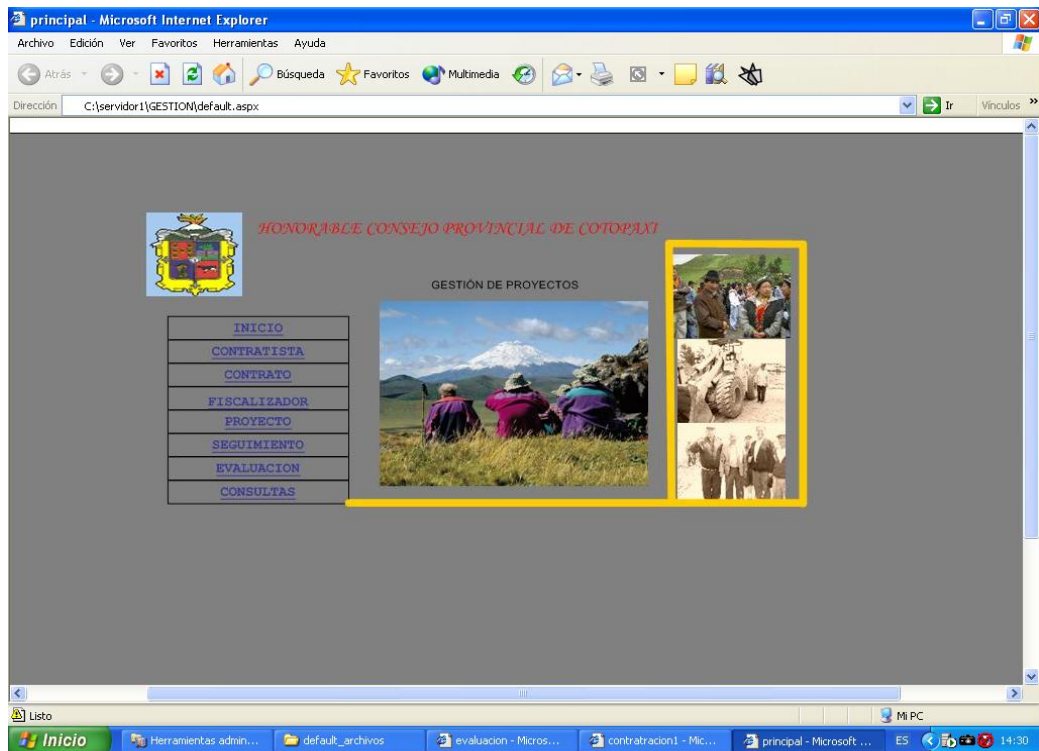 principal - Microsoft Internet Explorer
Archivo Edición Ver Favoritos Herramientas Ayuda
Atrás Búsqueda Favoritos Multimedia
Dirección C:\servidor1\GESTION\default.aspx Ir Vínculos »
HONORABLE CONSEJO PROVINCIAL DE COTOPAXI
GESTIÓN DE PROYECTOS
INICIO
CONTRATISTA
CONTRATO
FISCALIZADOR
PROYECTO
SEGUIMIENTO
EVALUACION
CONSULTAS
Listo Mi PC
Inicio Herramientas admin... default_archivos evaluacion - Micros... contratracion1 - Mic... principal - Microsoft ... ES 14:30